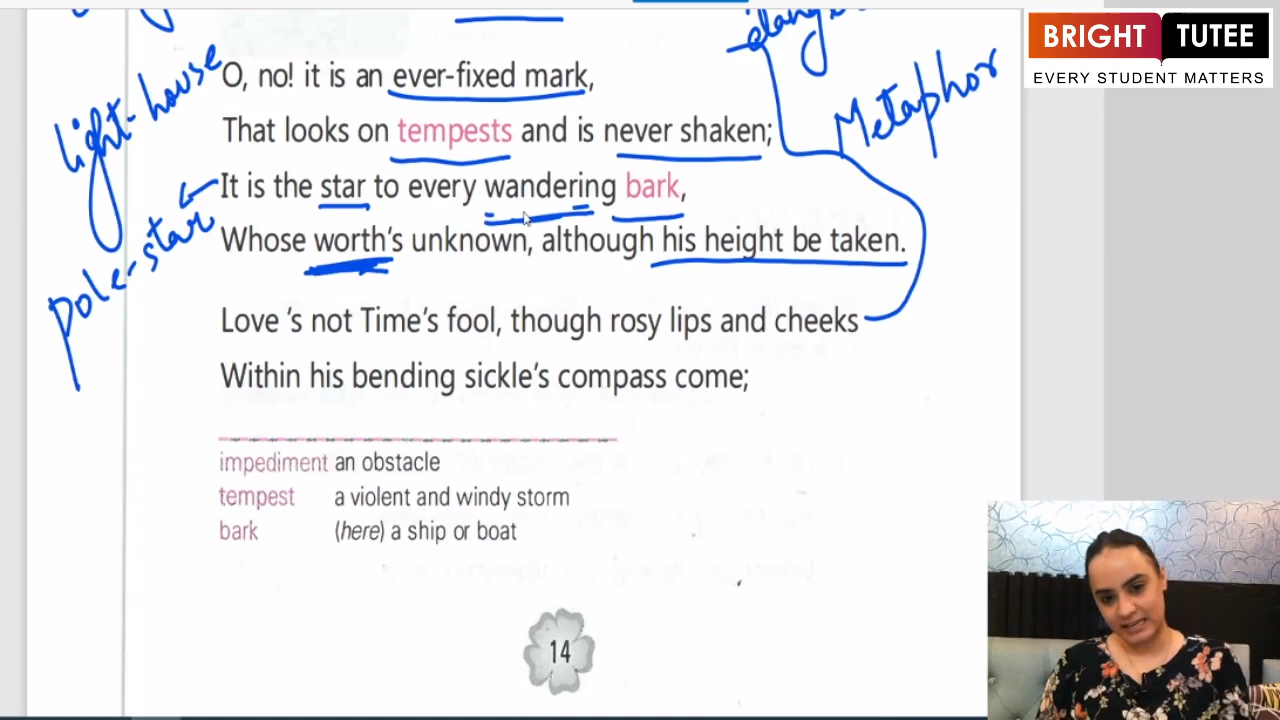 BRIGHT TUTEE
EVERY STUDENT MATTERS
Metaphor
light-house
pole-star
O, no! it is an ever-fixed mark,
That looks on tempests and is never shaken;
It is the star to every wandering bark,
Whose worth's unknown, although his height be taken.
Love 's not Time's fool, though rosy lips and cheeks
Within his bending sickle's compass come;
impediment an obstacle
tempest a violent and windy storm
bark (here) a ship or boat
14